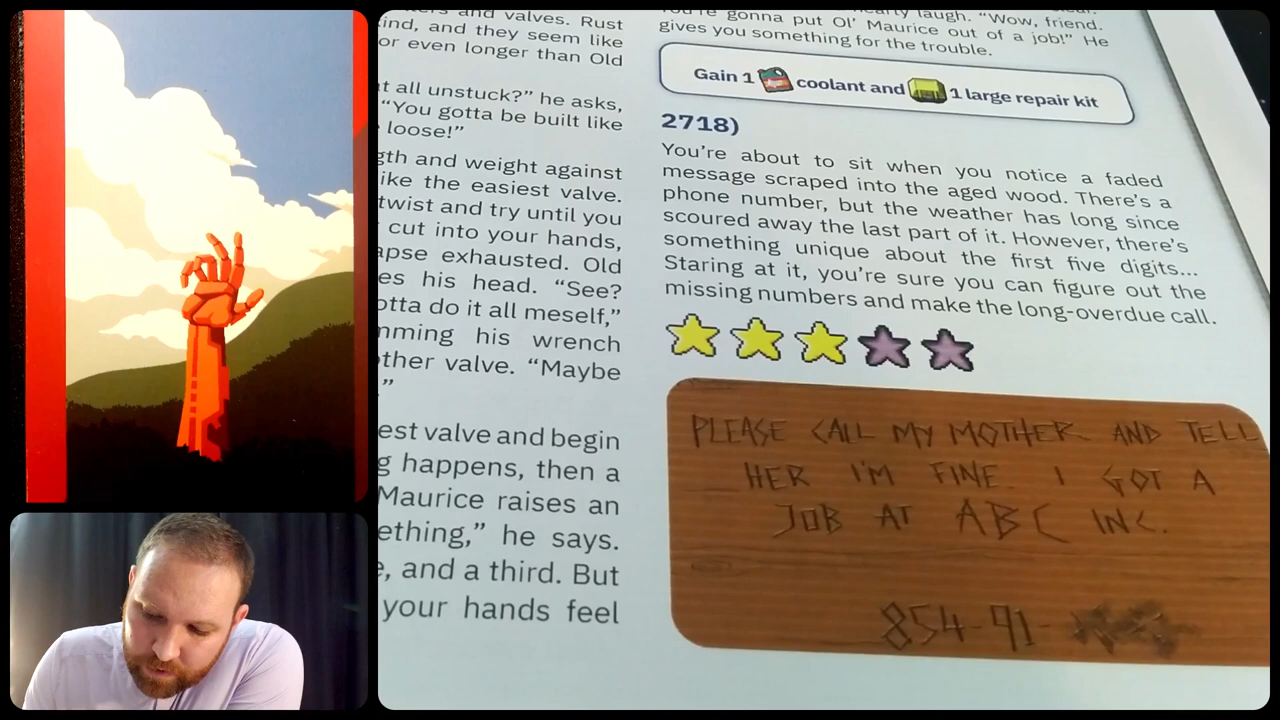 ters and valves. Rust
ind, and they seem like
or even longer than Old
t all unstuck?” he asks,
“You gotta be built like
loose!”
gth and weight against
ike the easiest valve.
twist and try until you
cut into your hands,
apse exhausted. Old
es his head. “See?
otta do it all meself,”
mming his wrench
ther valve. “Maybe
”
est valve and begin
g happens, then a
Maurice raises an
ething,” he says.
e, and a third. But
your hands feel
hearty laugh. “Wow, friend.
You’re gonna put Ol’ Maurice out of a job!” He
gives you something for the trouble.
Gain 1 coolant and 1 large repair kit
2718)
You’re about to sit when you notice a faded
message scraped into the aged wood. There’s a
phone number, but the weather has long since
scoured away the last part of it. However, there’s
something unique about the first five digits...
Staring at it, you’re sure you can figure out the
missing numbers and make the long-overdue call.
PLEASE CALL MY MOTHER AND TELL
HER I'M FINE. I GOT A
JOB AT ABC INC.
854-91-